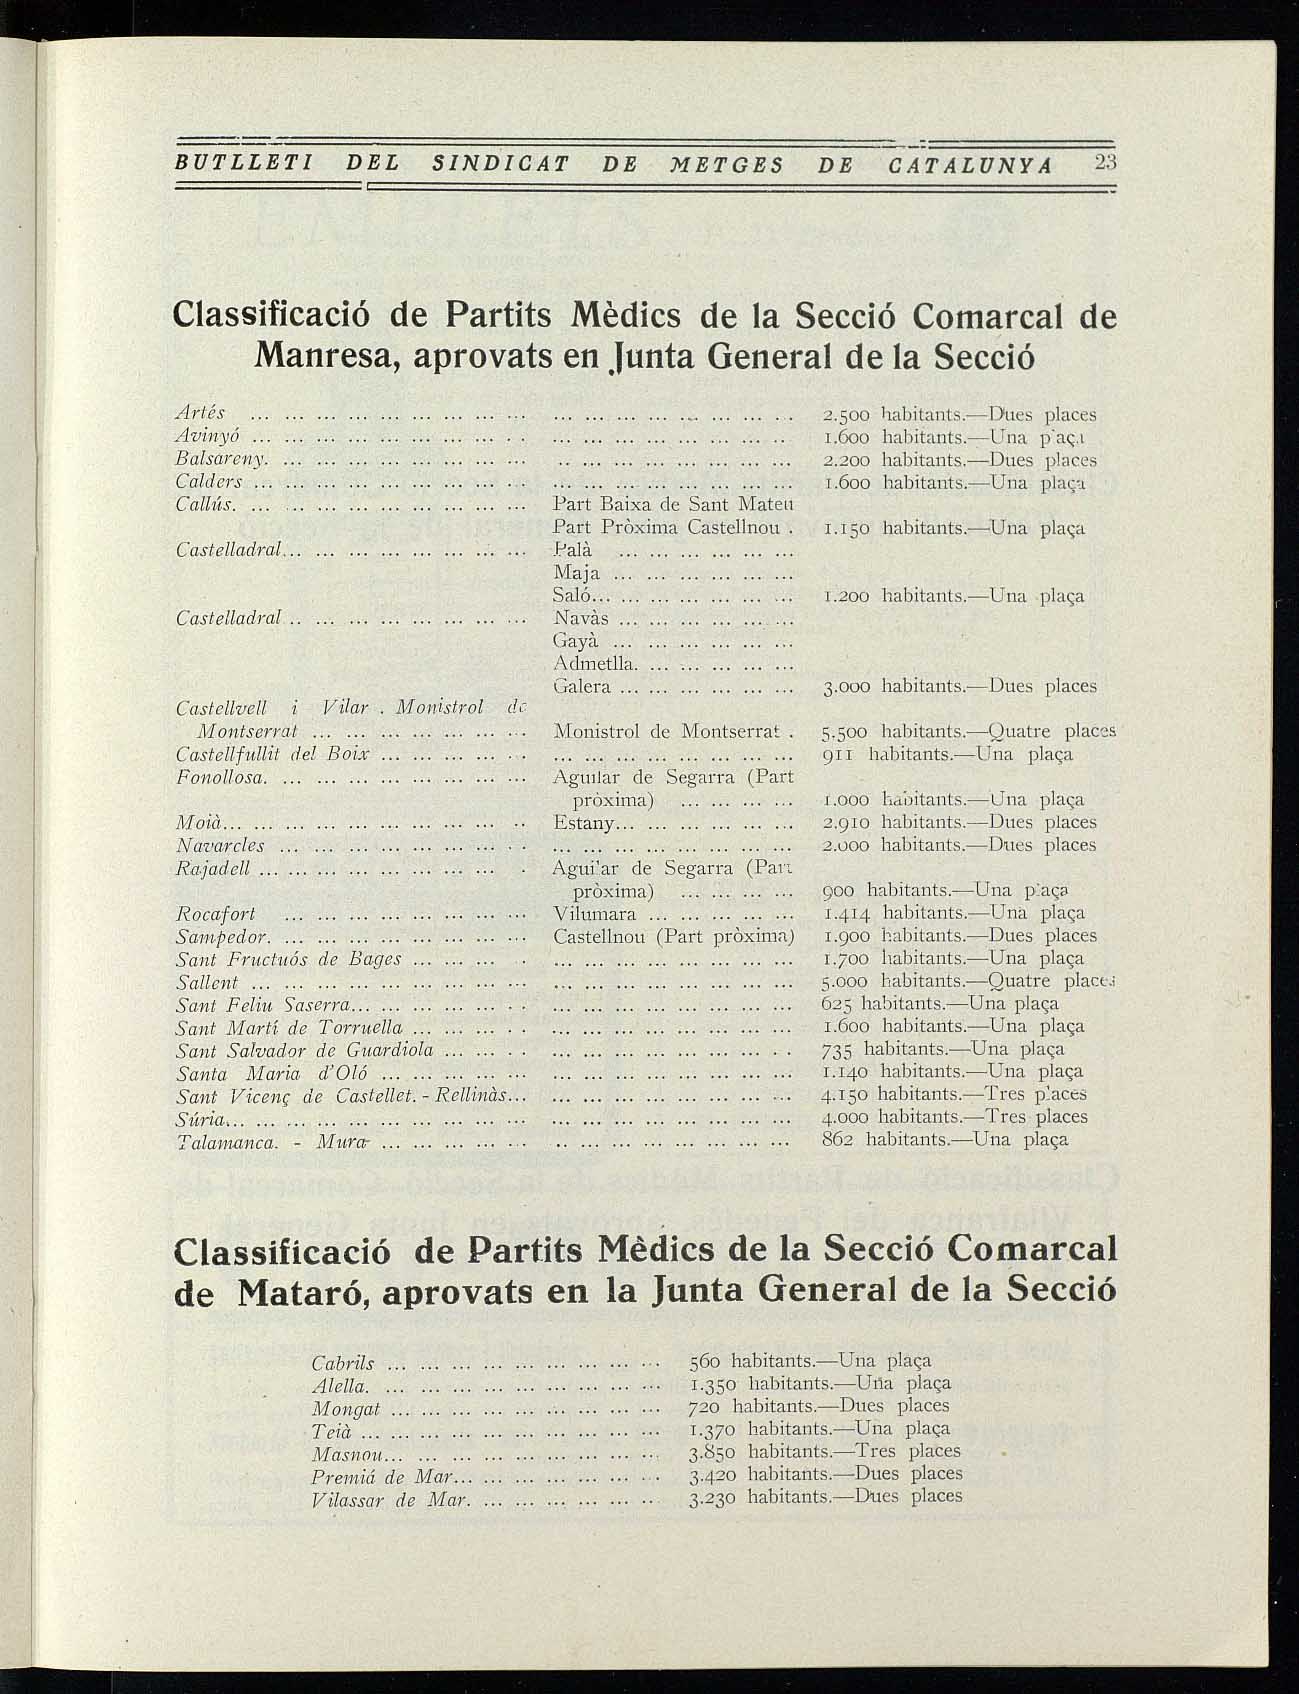 BUTLLETI DEL SINDICAT DE METGES DE CATALUNYA 23
Classificació de Partits Mèdics de la Secció Comarcal de
Manresa, aprovats en Junta General de la Secció
Artés ... 2.500 habitants.—Dues places
Avinyó ... 1.600 habitants.—Una plaça
Balsareny. ... 2.200 habitants.—Dues places
Calders ... 1.600 habitants.—Una plaça
Callús. ... Part Baixa de Sant Mateu
Part Pròxima Castellnou . 1.150 habitants.—Una plaça
Castelladral... Palà ...
Maja ...
Saló... 1.200 habitants.—Una plaça
Castelladral ... Navàs ...
Gayà ...
Admetlla. ...
Galera ... 3.000 habitants.—Dues places
Castellvell i Vilar . Monistrol de
Montserrat ... Monistrol de Montserrat . 5.500 habitants.—Quatre places
Castellfullit del Boix ... 911 habitants.—Una plaça
Fonollosa. ... Aguilar de Segarra (Part
pròxima) ... 1.000 habitants.—Una plaça
Moià... Estany... 2.910 habitants.—Dues places
Navarcles ... 2.000 habitants.—Dues places
Rajadell ... Aguilar de Segarra (Part
pròxima) ... 900 habitants.—Una plaça
Rocafort ... Vilumara ... 1.414 habitants.—Una plaça
Sampedor. ... Castellnou (Part pròxima) 1.900 habitants.—Dues places
Sant Fructuós de Bages ... 1.700 habitants.—Una plaça
Sallent ... 5.000 habitants.—Quatre places
Sant Feliu Saserra... 625 habitants.—Una plaça
Sant Martí de Torruella ... 1.600 habitants.—Una plaça
Sant Salvador de Guardiola ... 735 habitants.—Una plaça
Santa Maria d'Oló ... 1.140 habitants.—Una plaça
Sant Vicenç de Castellet. - Rellinàs... 4.150 habitants.—Tres places
Súria... 4.000 habitants.—Tres places
Talamanca. - Mura ... 862 habitants.—Una plaça
Classificació de Partits Mèdics de la Secció Comarcal
de Mataró, aprovats en la Junta General de la Secció
Cabrils ... 560 habitants.—Una plaça
Alella. ... 1.350 habitants.—Una plaça
Mongat ... 720 habitants.—Dues places
Teià ... 1.370 habitants.—Una plaça
Masnou... 3.850 habitants.—Tres places
Premiá de Mar... 3.420 habitants.—Dues places
Vilassar de Mar. ... 3.230 habitants.—Dues places